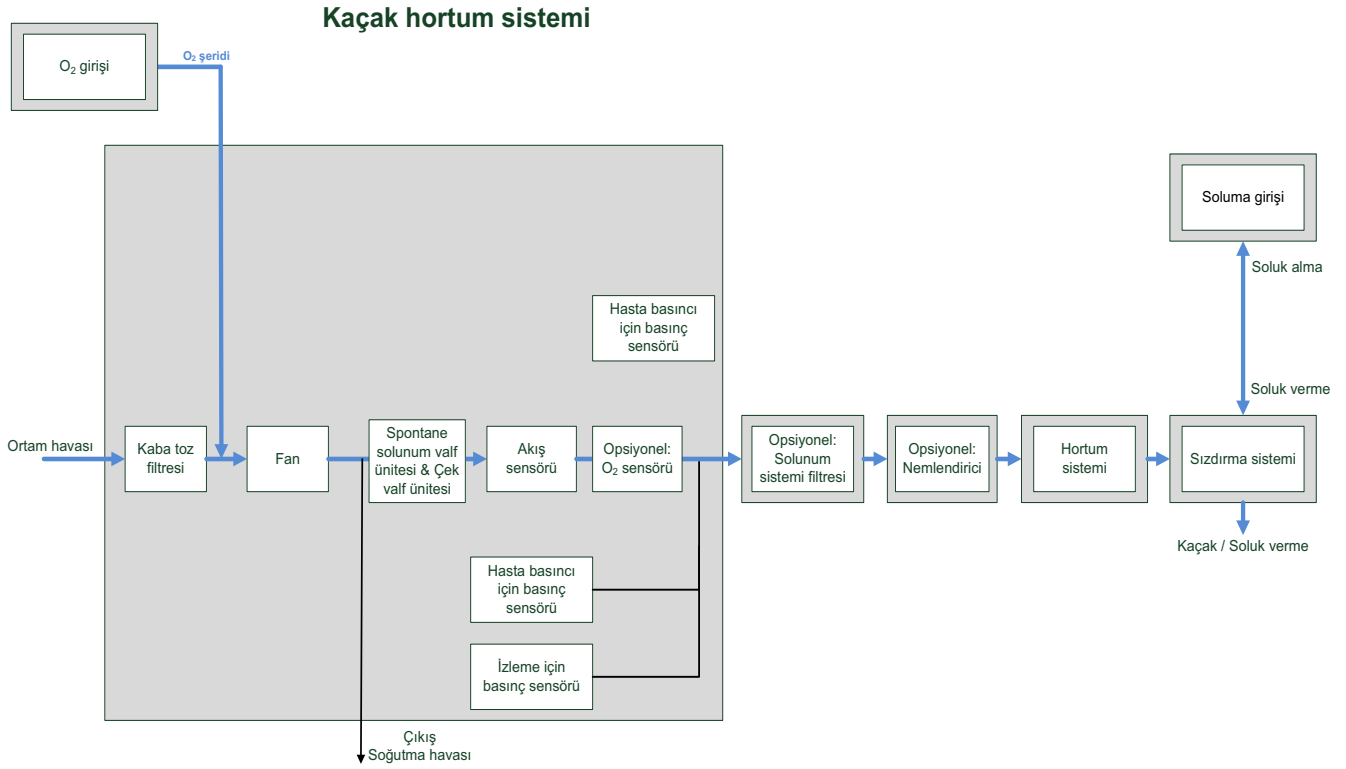 Kaçak hortum sistemi
O₂ girişi
O₂ şeridi
Soluma girişi
Soluk alma
Hasta basıncı
için basınç
sensörü
Soluk verme
Ortam havası
Kaba toz
filtresi
Fan
Spontane
solunum valf
ünitesi & Çek
valf ünitesi
Akış
sensörü
Opsiyonel:
O₂ sensörü
Opsiyonel:
Solunum
sistemi filtresi
Opsiyonel:
Nemlendirici
Hortum
sistemi
Sızdırma sistemi
Kaçak / Soluk verme
Hasta basıncı
için basınç
sensörü
İzleme için
basınç sensörü
Çıkış
Soğutma havası